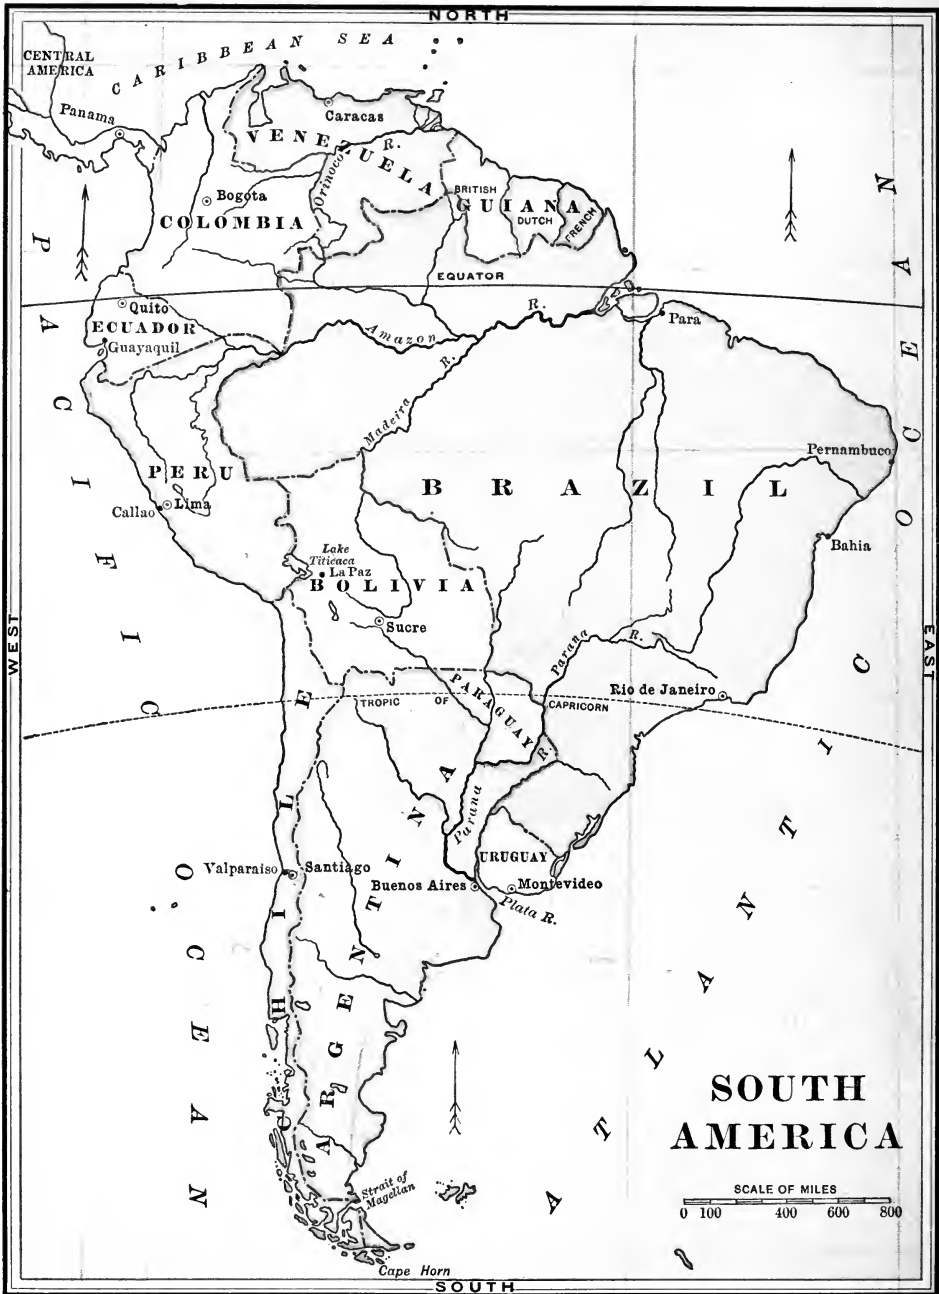 NORTH
CARIBBEAN SEA
CENTRAL
AMERICA
Panama
Caracas
VENEZUELA
R.
Orinoco
Bogota
COLOMBIA
BRITISH
GUIANA
DUTCH
FRENCH
EQUATOR
Quito
ECUADOR
Guayaquil
Amazon
R.
Para
Madeira
R.
PERU
Pernambuco
BRAZIL
Callao
Lima
Lake
Titicaca
La Paz
BOLIVIA
Bahia
Sucre
Parana
R.
WEST
EAST
PARAGUAY
TROPIC
OF
CAPRICORN
Rio de Janeiro
Parana
R.
CHILE
ARGENTINA
URUGUAY
Valparaiso
Santiago
Buenos Aires
Montevideo
Plata R.
PACIFIC
OCEAN
ATLANTIC
OCEAN
SOUTH
AMERICA
SCALE OF MILES
0 100 400 600 800
Strait of
Magellan
Cape Horn
SOUTH